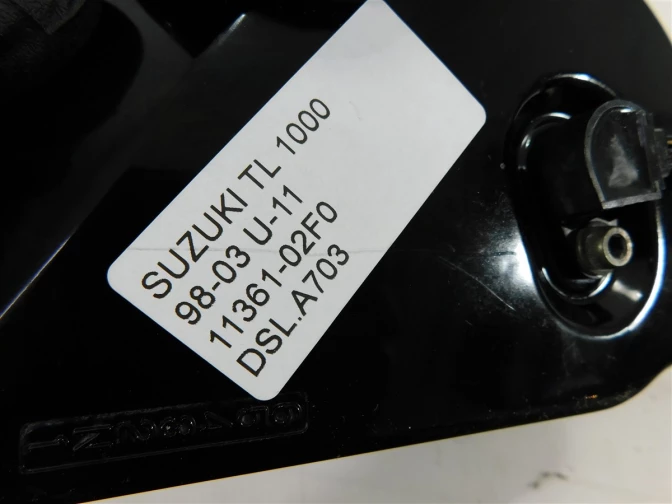 SUZUKI TL 1000
98-03 U-11
11361-02F0
DSL.A703